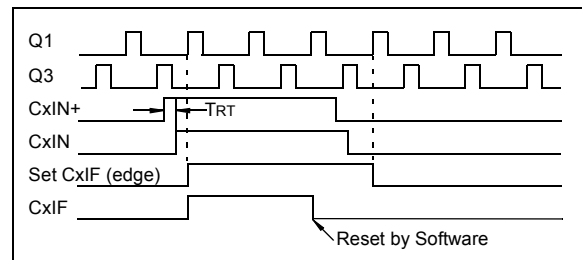 Q1
Q3
CxIN+
TRT
CxIN
Set CxIF (edge)
CxIF
Reset by Software